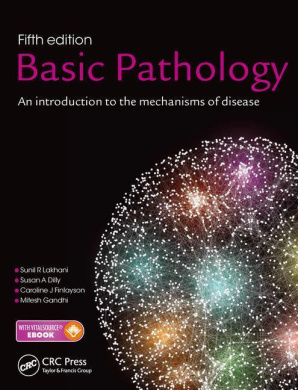 Fifth edition
Basic Pathology
An introduction to the mechanisms of disease
Sunil R Lakhani
Susan A Dilly
Caroline J Finlayson
Mitesh Gandhi
WITH VITALSOURCE®
EBOOK
CRC
CRC Press
Taylor & Francis Group